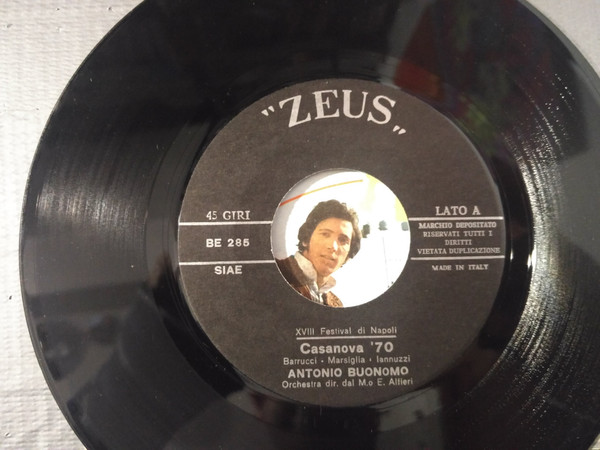 "ZEUS„
45 GIRI
BE 285
SIAE
LATO A
MARCHIO DEPOSITATO
RISERVATI TUTTI I
DIRITTI
VIETATA DUPLICAZIONE
MADE IN ITALY
XVIII Festival di Napoli
Casanova '70
Barrucci - Marsiglia - Iannuzzi
ANTONIO BUONOMO
Orchestra dir. dal M.o E. Alfieri